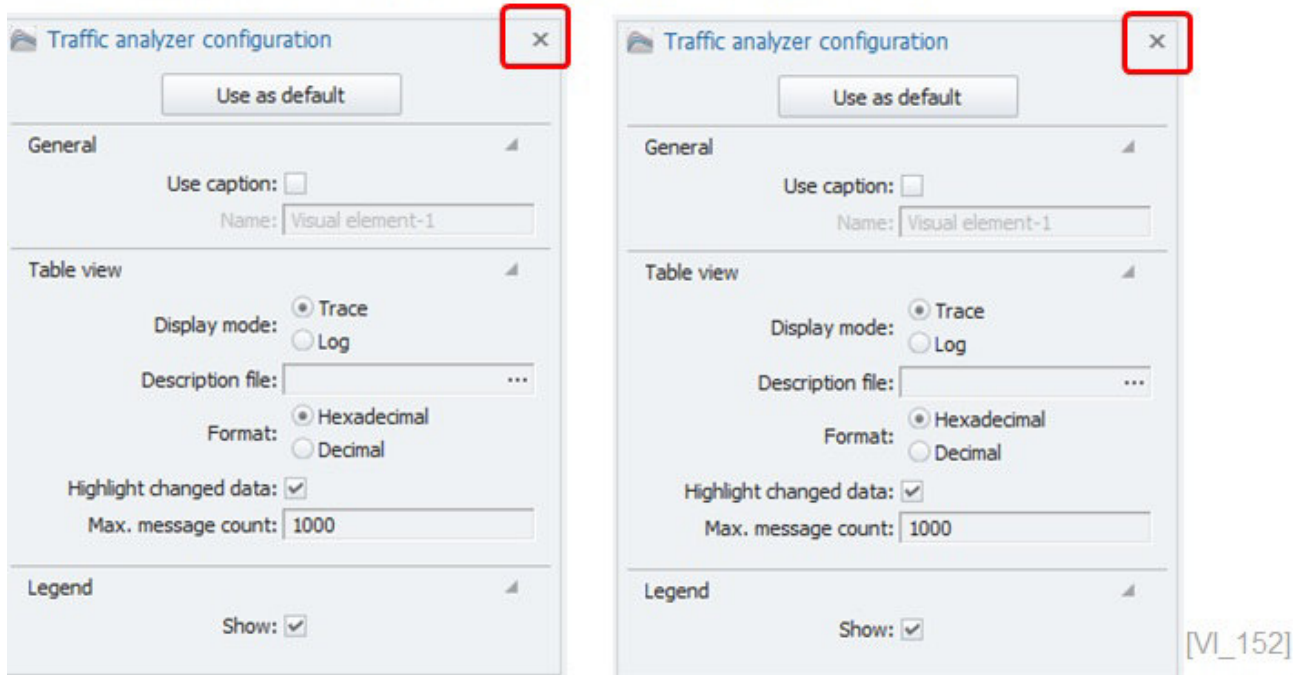 Traffic analyzer configuration
Use as default
General
Use caption:
Name: Visual element-1
Table view
Display mode: Trace
Log
Description file: ...
Format: Hexadecimal
Decimal
Highlight changed data:
Max. message count: 1000
Legend
Show:
Traffic analyzer configuration
Use as default
General
Use caption:
Name: Visual element-1
Table view
Display mode: Trace
Log
Description file: ...
Format: Hexadecimal
Decimal
Highlight changed data:
Max. message count: 1000
Legend
Show:
[VI_152]